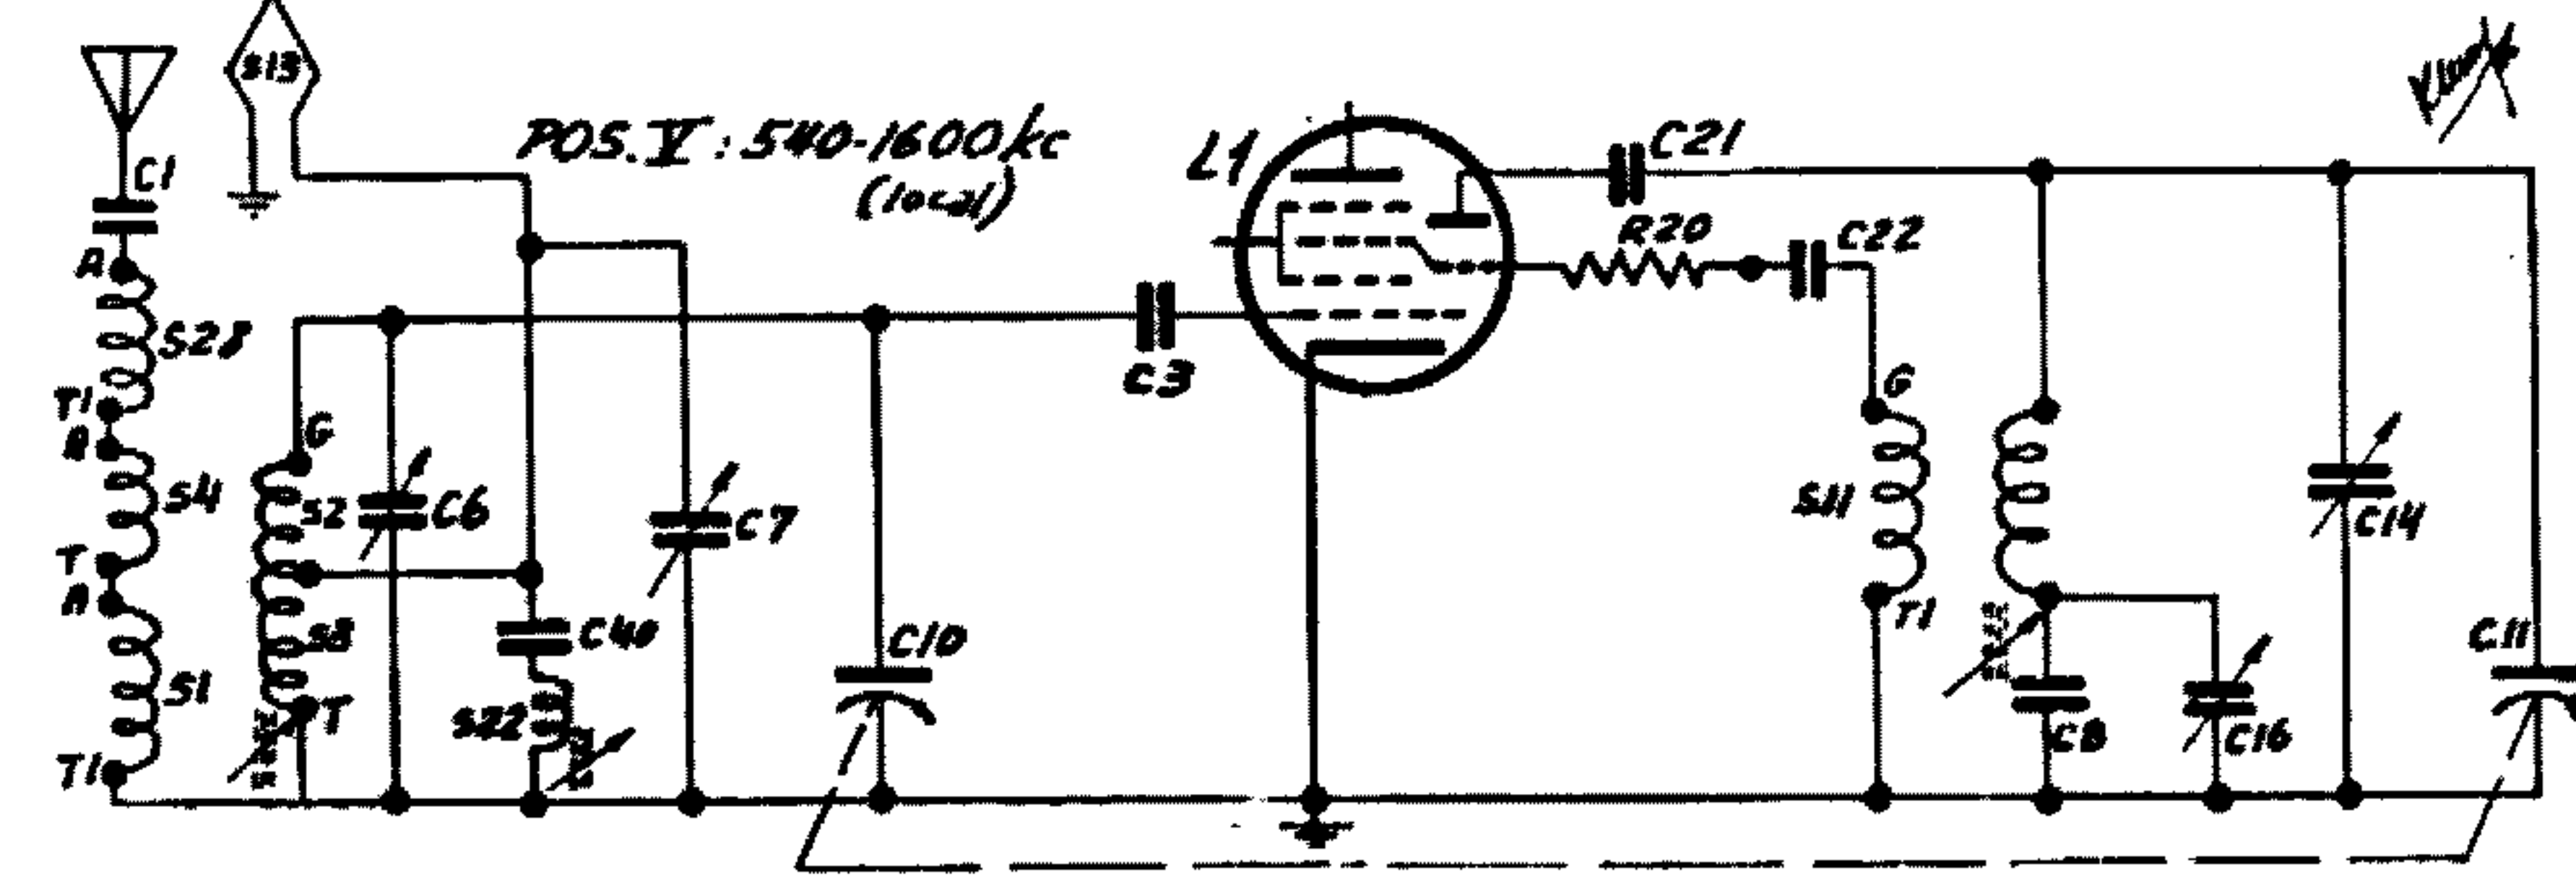 S13
POS. V : 540-1600 kc
(local)
L1
C21
C1
A
R20
C22
S28
C3
T1
A
G
G
S4
S2
C6
C7
S11
C14
T
A
S8
C40
C10
T1
C11
S1
T
S22
C8
C16
T1